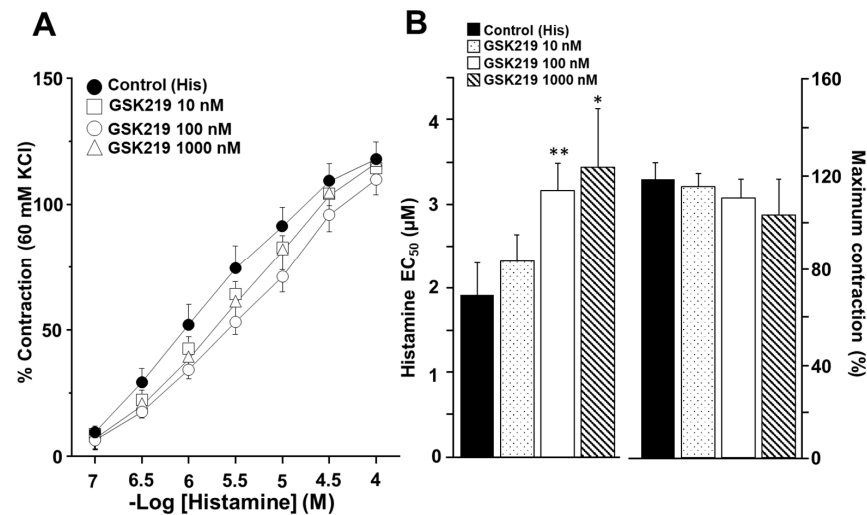 A
150
100
50
0
% Contraction (60 mM KCl)
Control (His)
GSK219 10 nM
GSK219 100 nM
GSK219 1000 nM
7 6.5 6 5.5 5 4.5 4
-Log [Histamine] (M)
B
Control (His)
GSK219 10 nM
GSK219 100 nM
GSK219 1000 nM
4
3
2
1
0
Histamine EC50 (µM)
**
*
160
120
80
40
0
Maximum contraction (%)